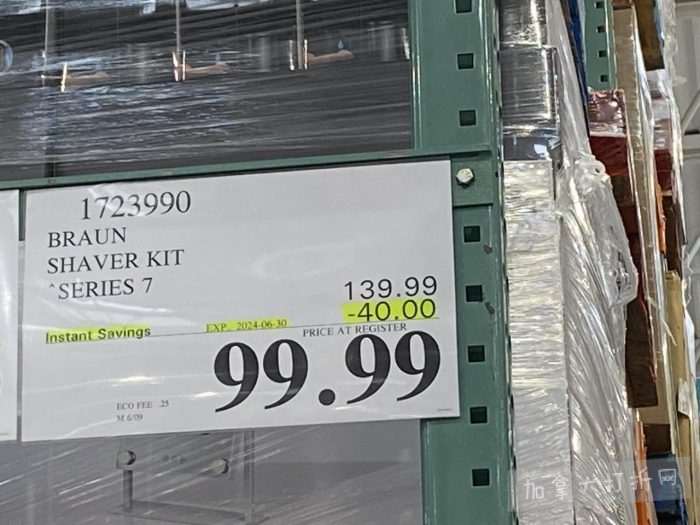 1723990
BRAUN
SHAVER KIT
^SERIES 7
139.99
-40.00
Instant Savings EXP. 2024-06-30 PRICE AT REGISTER
99.99
ECO FEE .25
M 6/09
加拿大打折网